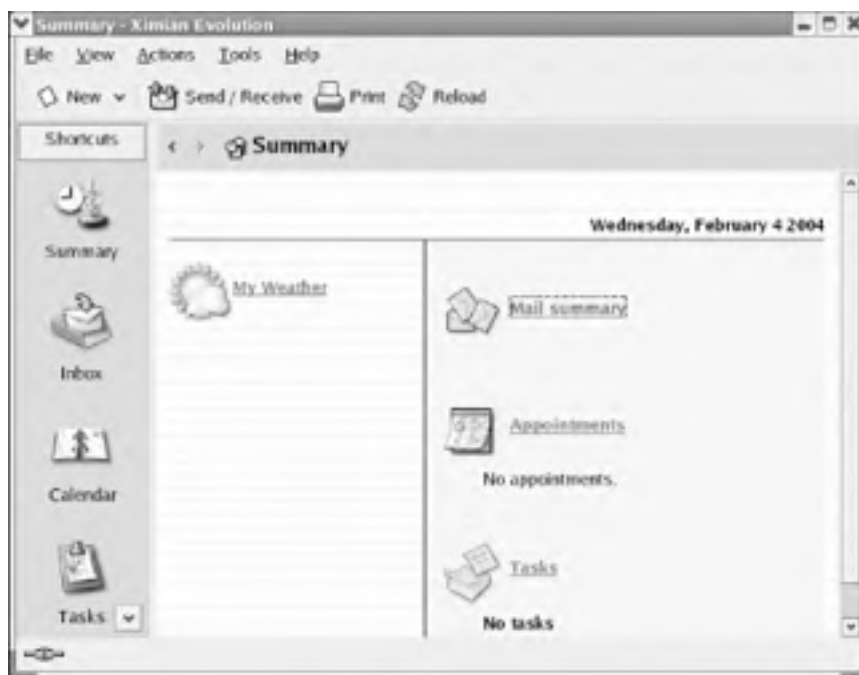 Summary - Ximian Evolution
File View Actions Tools Help
New Send / Receive Print Reload
Shortcuts
Summary
Wednesday, February 4 2004
Summary
My Weather
Mail summary
Inbox
Appointments
No appointments.
Calendar
Tasks
Tasks
No tasks